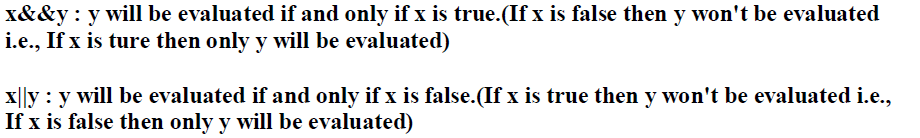 x&&y : y will be evaluated if and only if x is true.(If x is false then y won't be evaluated
i.e., If x is ture then only y will be evaluated)
x||y : y will be evaluated if and only if x is false.(If x is true then y won't be evaluated i.e.,
If x is false then only y will be evaluated)